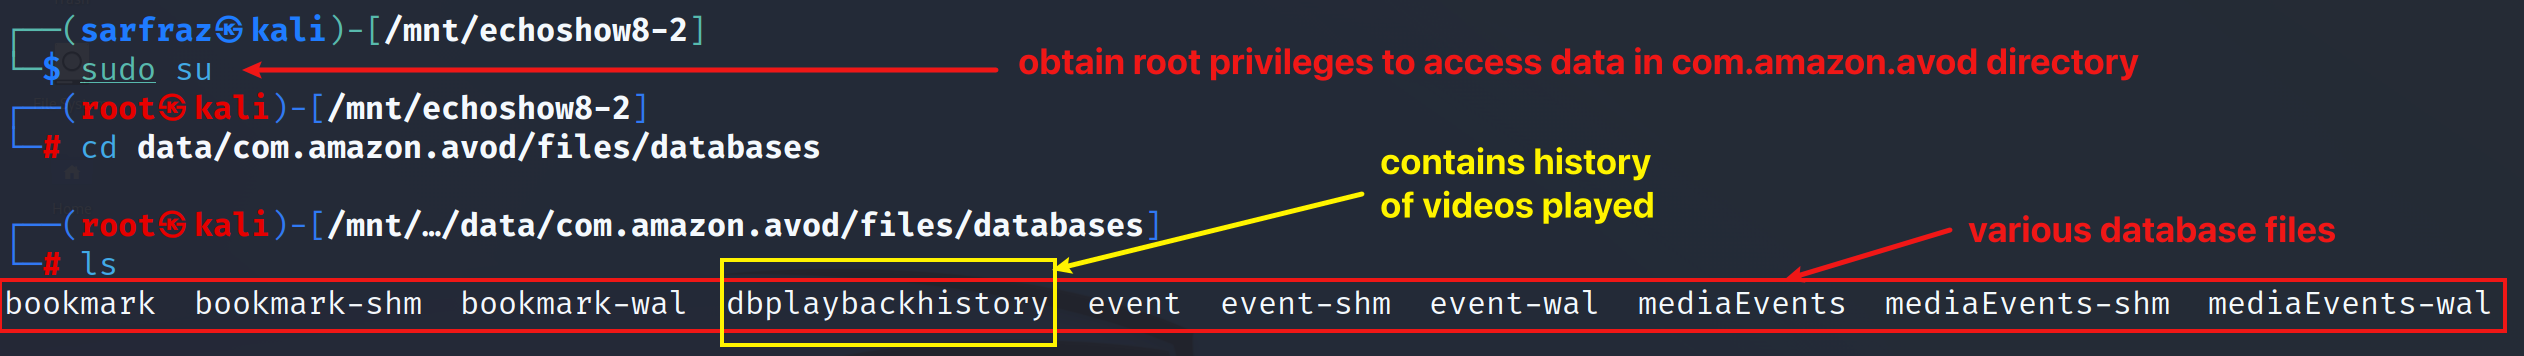 (sarfraz㉿kali)-[/mnt/echoshow8-2]
$ sudo su
obtain root privileges to access data in com.amazon.avod directory
(root㉿kali)-[/mnt/echoshow8-2]
# cd data/com.amazon.avod/files/databases
contains history
of videos played
(root㉿kali)-[/mnt/…/data/com.amazon.avod/files/databases]
various database files
# ls
bookmark bookmark-shm bookmark-wal dbplaybackhistory event event-shm event-wal mediaEvents mediaEvents-shm mediaEvents-wal